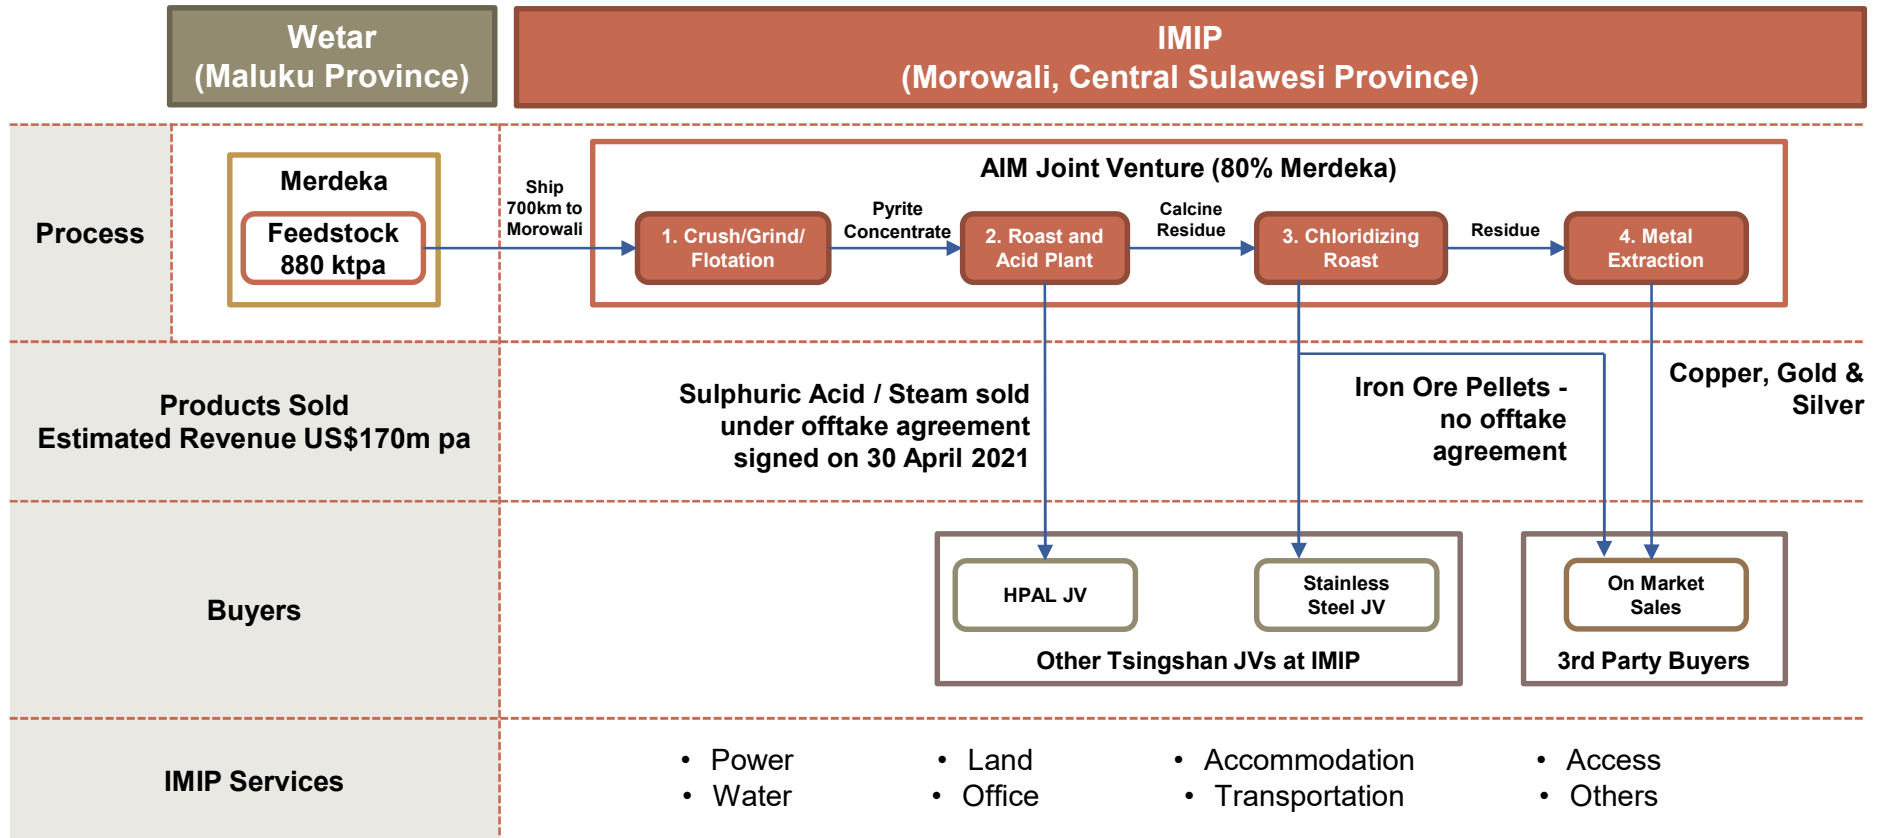 Wetar
(Maluku Province)
IMIP
(Morowali, Central Sulawesi Province)
Process
Merdeka
Feedstock
880 ktpa
Ship
700km to
Morowali
AIM Joint Venture (80% Merdeka)
1. Crush/Grind/
Flotation
Pyrite
Concentrate
2. Roast and
Acid Plant
Calcine
Residue
3. Chloridizing
Roast
Residue
4. Metal
Extraction
Products Sold
Estimated Revenue US$170m pa
Sulphuric Acid / Steam sold
under offtake agreement
signed on 30 April 2021
Iron Ore Pellets -
no offtake
agreement
Copper, Gold &
Silver
Buyers
HPAL JV
Stainless
Steel JV
Other Tsingshan JVs at IMIP
On Market
Sales
3rd Party Buyers
IMIP Services
• Power
• Water
• Land
• Office
• Accommodation
• Transportation
• Access
• Others